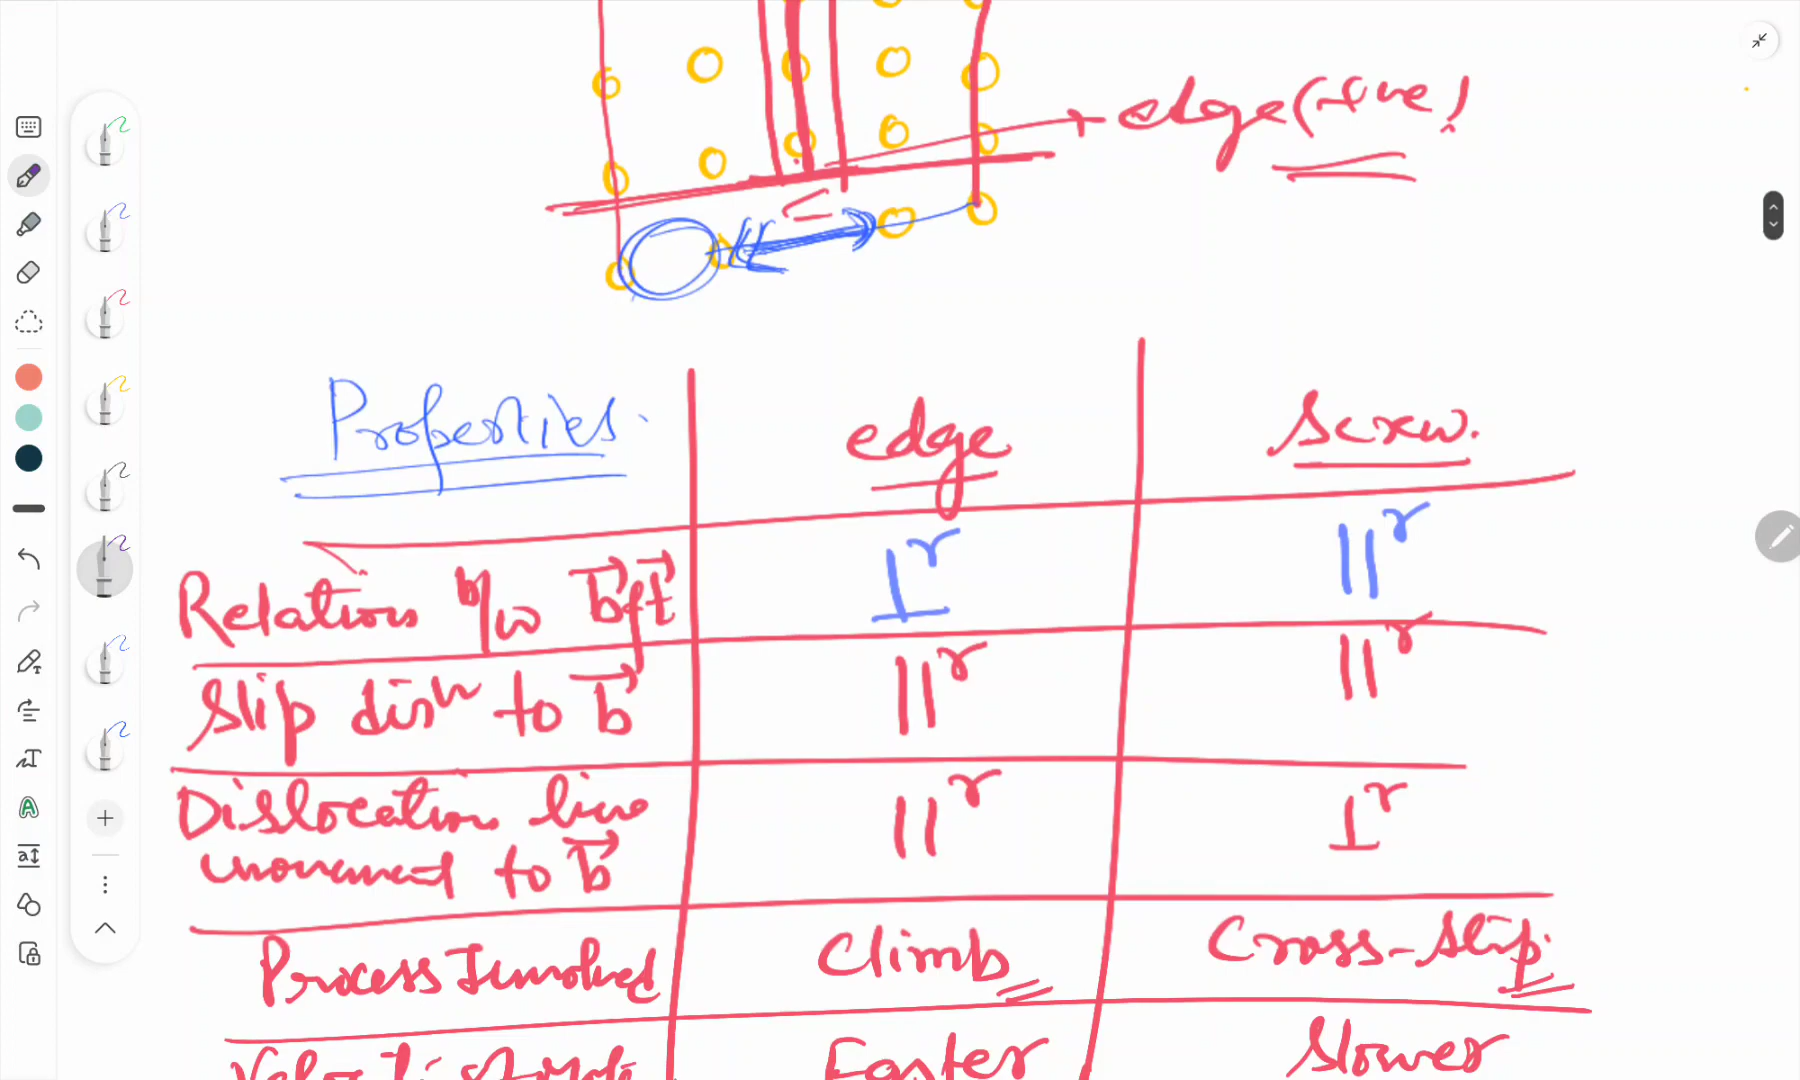 edge (+ve)
Properties. edge Screw.
Relation b/w b & t ⊥r ||r
Slip dirn to b ||r ||r
Dislocation line
movement to b ||r ⊥r
Process Involved Climb Cross-Slip.
Faster Slower